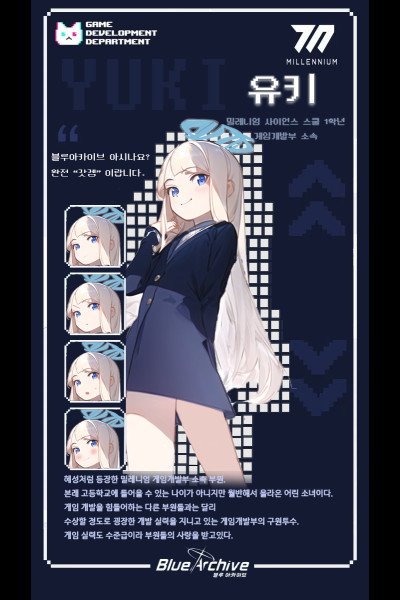 GAME
DEVELOPMENT
DEPARTMENT
MILLENNIUM
YUKI
유키
밀레니엄 사이언스 스쿨 1학년
게임개발부 소속
“
블루아카이브 아시나요?
완전 “갓겜” 이랍니다.
혜성처럼 등장한 밀레니엄 게임개발부 소속 부원.
본래 고등학교에 들어올 수 있는 나이가 아니지만 월반해서 올라온 어린 소녀이다.
게임 개발을 힘들어하는 다른 부원들과는 달리
수상할 정도로 굉장한 개발 실력을 지니고 있는 게임개발부의 구원투수.
게임 실력도 수준급이라 부원들의 사랑을 받고있다.
Blue Archive
블루 아카이브